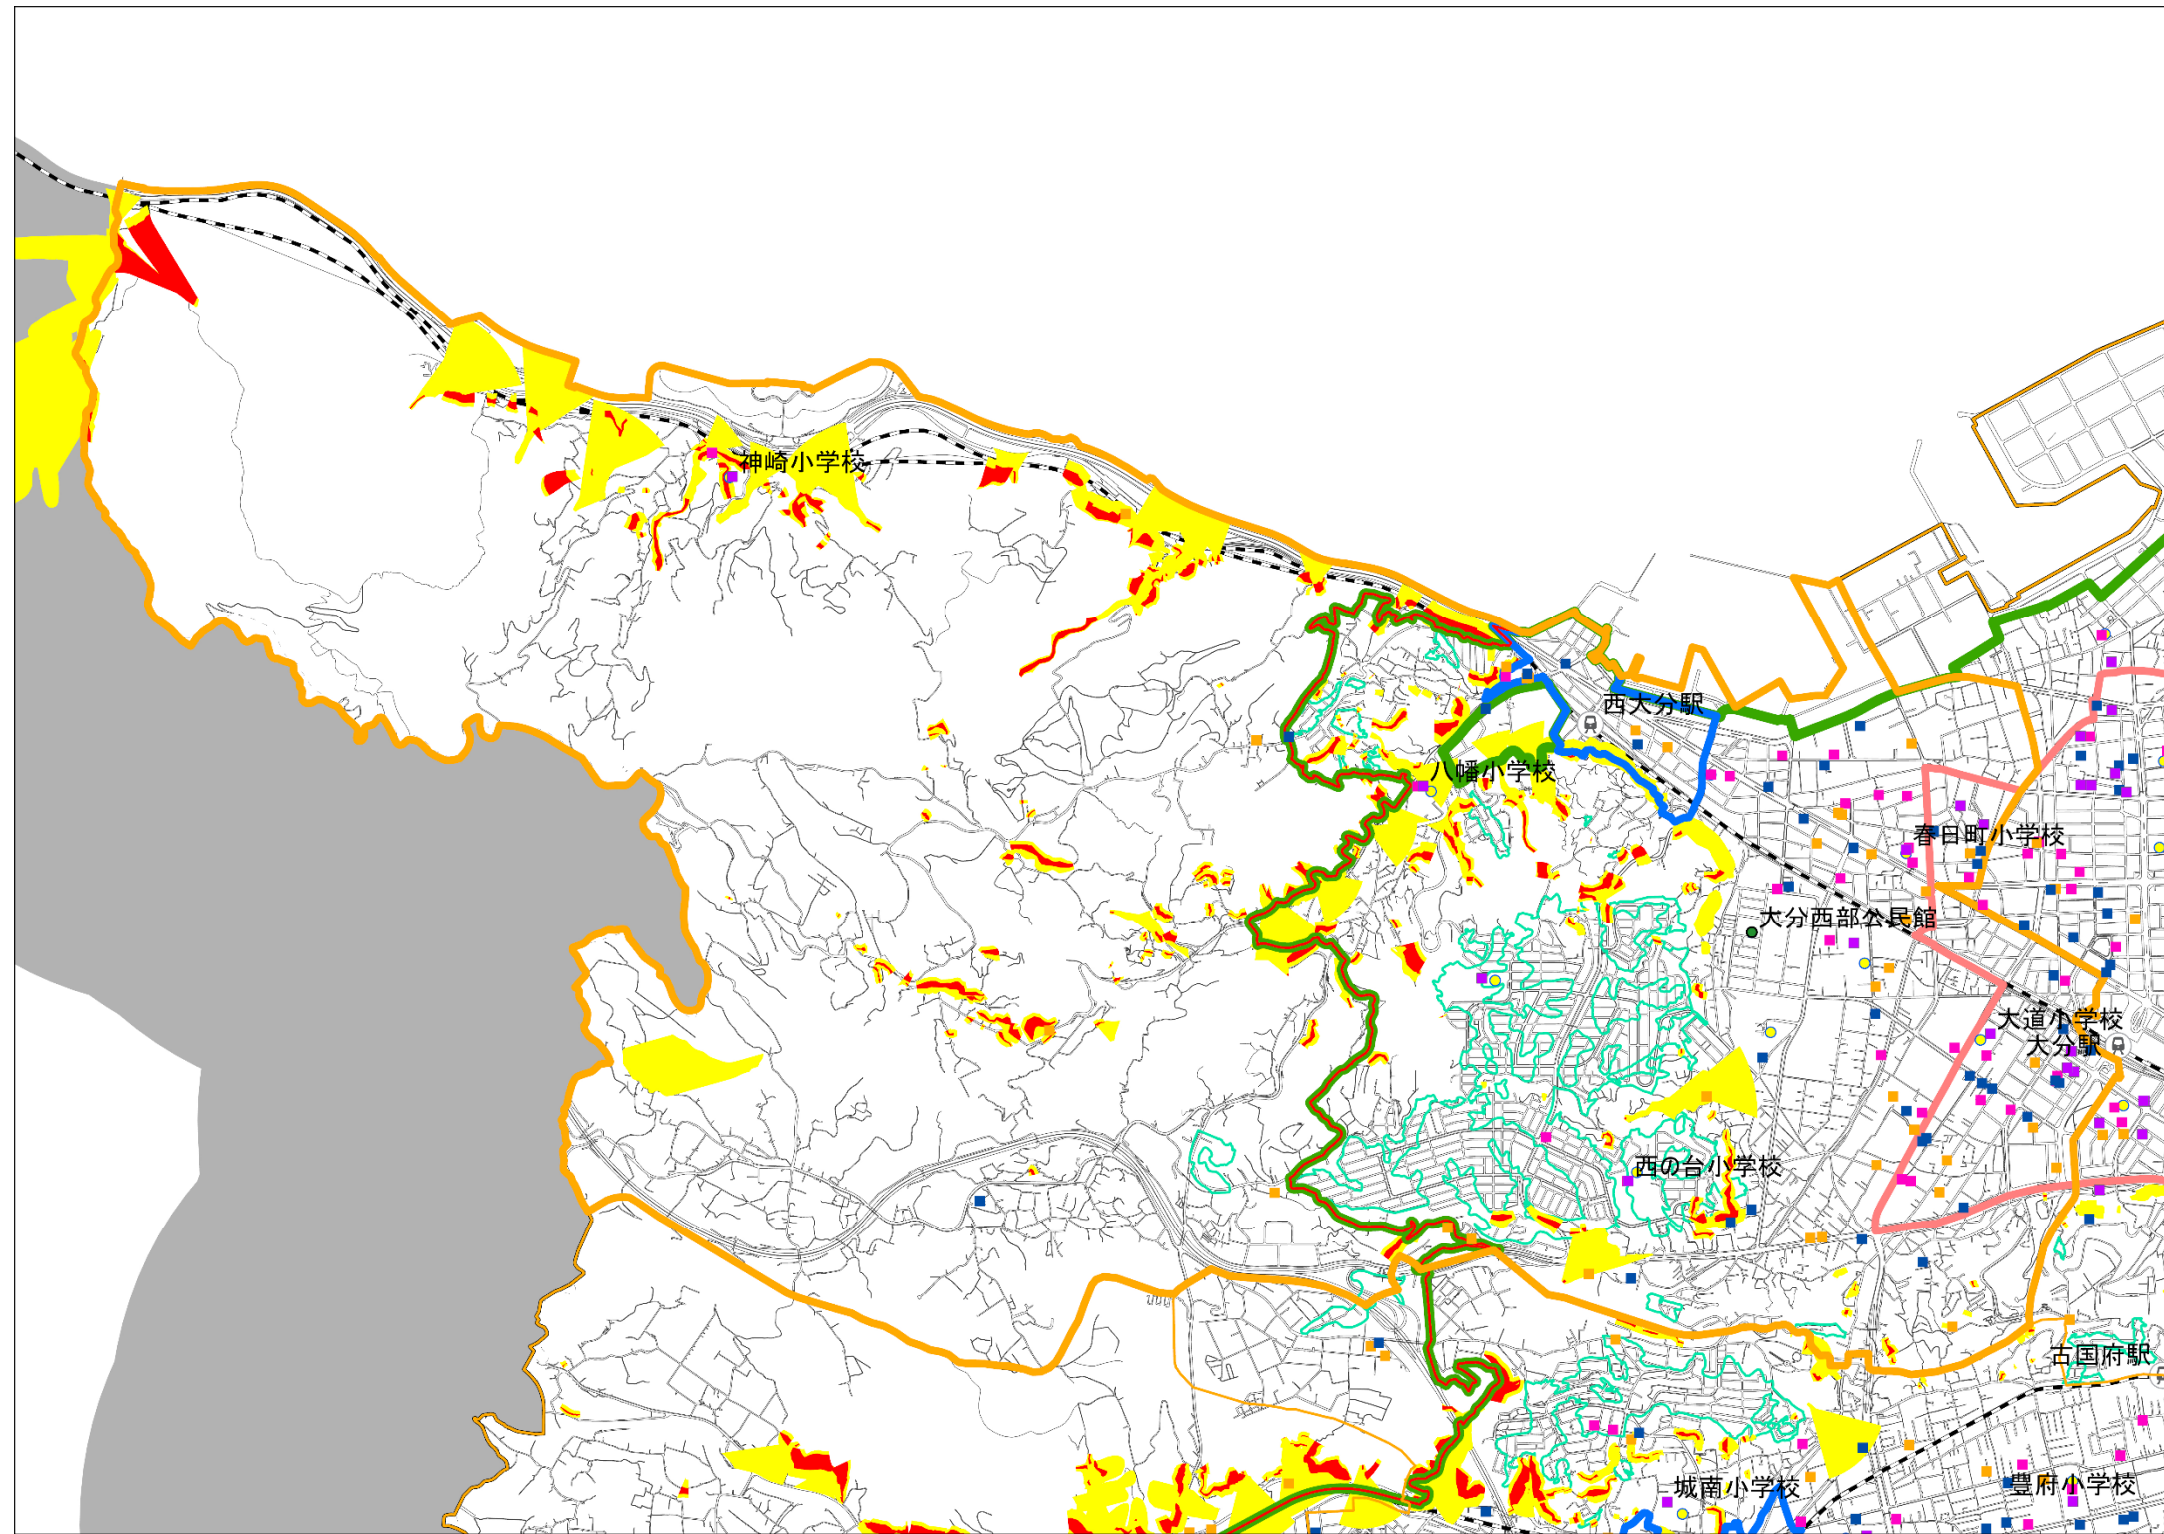 神崎小学校
西大分駅
八幡小学校
春日町小学校
大分西部公民館
大道小学校
大分駅
西の台小学校
古国府駅
城南小学校
豊府小学校